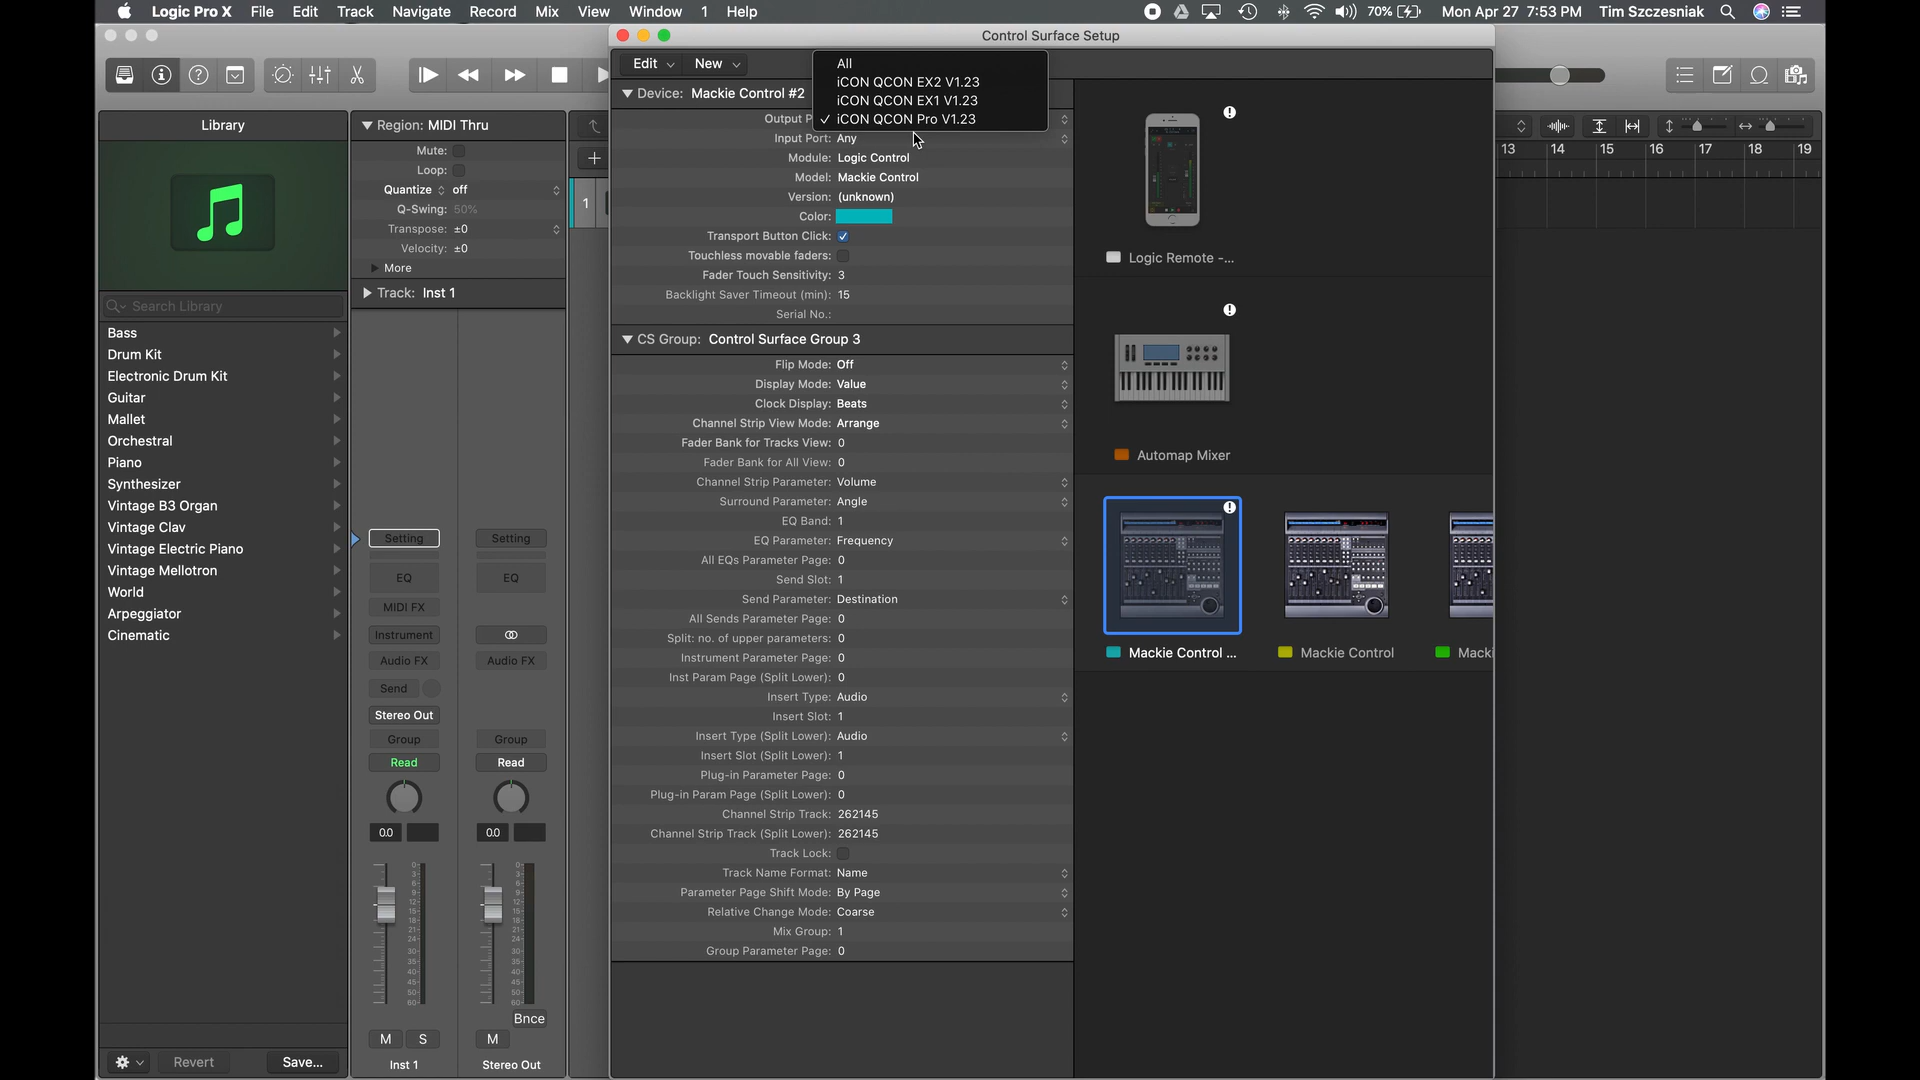 Logic Pro X File Edit Track Navigate Record Mix View Window 1 Help 70% Mon Apr 27 7:53 PM Tim Szczesniak
Control Surface Setup
Edit New
All
iCON QCON EX2 V1.23
iCON QCON EX1 V1.23
✓ iCON QCON Pro V1.23
Library
Search Library
Bass
Drum Kit
Electronic Drum Kit
Guitar
Mallet
Orchestral
Piano
Synthesizer
Vintage B3 Organ
Vintage Clav
Vintage Electric Piano
Vintage Mellotron
World
Arpeggiator
Cinematic
Revert Save...
Region: MIDI Thru
Mute:
Loop:
Quantize off
Q-Swing: 50%
Transpose: ±0
Velocity: ±0
More
Track: Inst 1
Setting Setting
EQ EQ
MIDI FX
Instrument
Audio FX Audio FX
Send
Stereo Out
Group Group
Read Read
0.0 0.0
Bnce
M S M
Inst 1 Stereo Out
1
Device: Mackie Control #2
Output P
Input Port: Any
Module: Logic Control
Model: Mackie Control
Version: (unknown)
Color:
Transport Button Click:
Touchless movable faders:
Fader Touch Sensitivity: 3
Backlight Saver Timeout (min): 15
Serial No.:
CS Group: Control Surface Group 3
Flip Mode: Off
Display Mode: Value
Clock Display: Beats
Channel Strip View Mode: Arrange
Fader Bank for Tracks View: 0
Fader Bank for All View: 0
Channel Strip Parameter: Volume
Surround Parameter: Angle
EQ Band: 1
EQ Parameter: Frequency
All EQs Parameter Page: 0
Send Slot: 1
Send Parameter: Destination
All Sends Parameter Page: 0
Split: no. of upper parameters: 0
Instrument Parameter Page: 0
Inst Param Page (Split Lower): 0
Insert Type: Audio
Insert Slot: 1
Insert Type (Split Lower): Audio
Insert Slot (Split Lower): 1
Plug-in Parameter Page: 0
Plug-in Param Page (Split Lower): 0
Channel Strip Track: 262145
Channel Strip Track (Split Lower): 262145
Track Lock:
Track Name Format: Name
Parameter Page Shift Mode: By Page
Relative Change Mode: Coarse
Mix Group: 1
Group Parameter Page: 0
Logic Remote -...
Automap Mixer
Mackie Control ... Mackie Control Macki
13 14 15 16 17 18 19